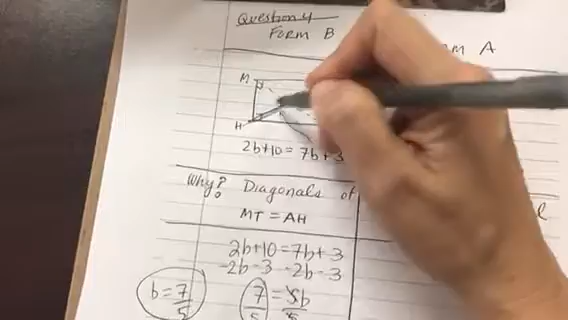 Question 4
Form B
M A
M
H
2b+10=7b+3
Why? Diagonals of
MT=AH
2b+10=7b+3
-2b-3 -2b-3
b=7/5 7/5=5b/5